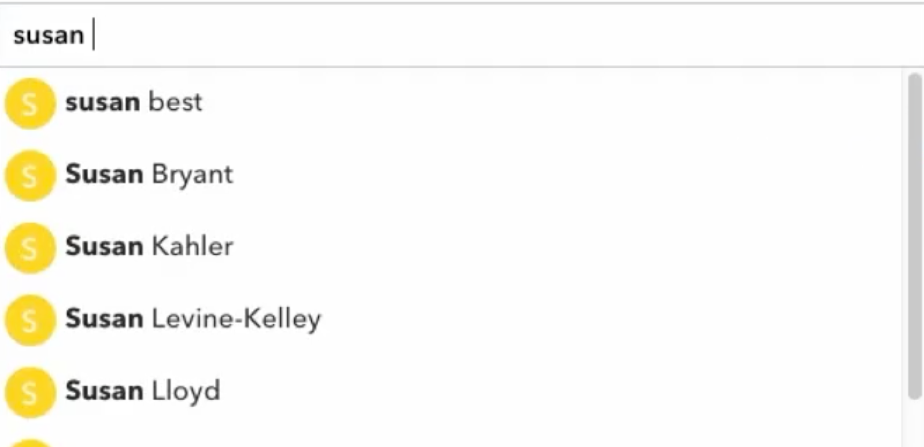 susan
S susan best
S Susan Bryant
S Susan Kahler
S Susan Levine-Kelley
S Susan Lloyd